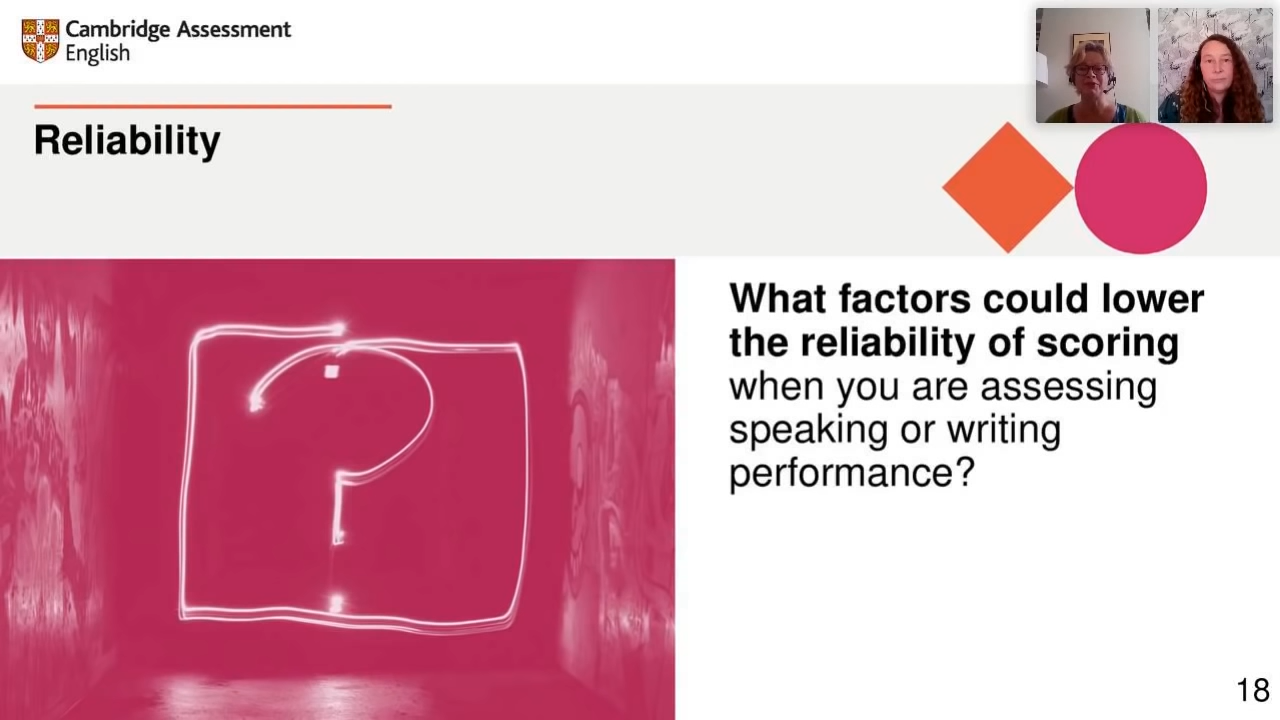 Cambridge Assessment
English
Reliability
What factors could lower
the reliability of scoring
when you are assessing
speaking or writing
performance?
18